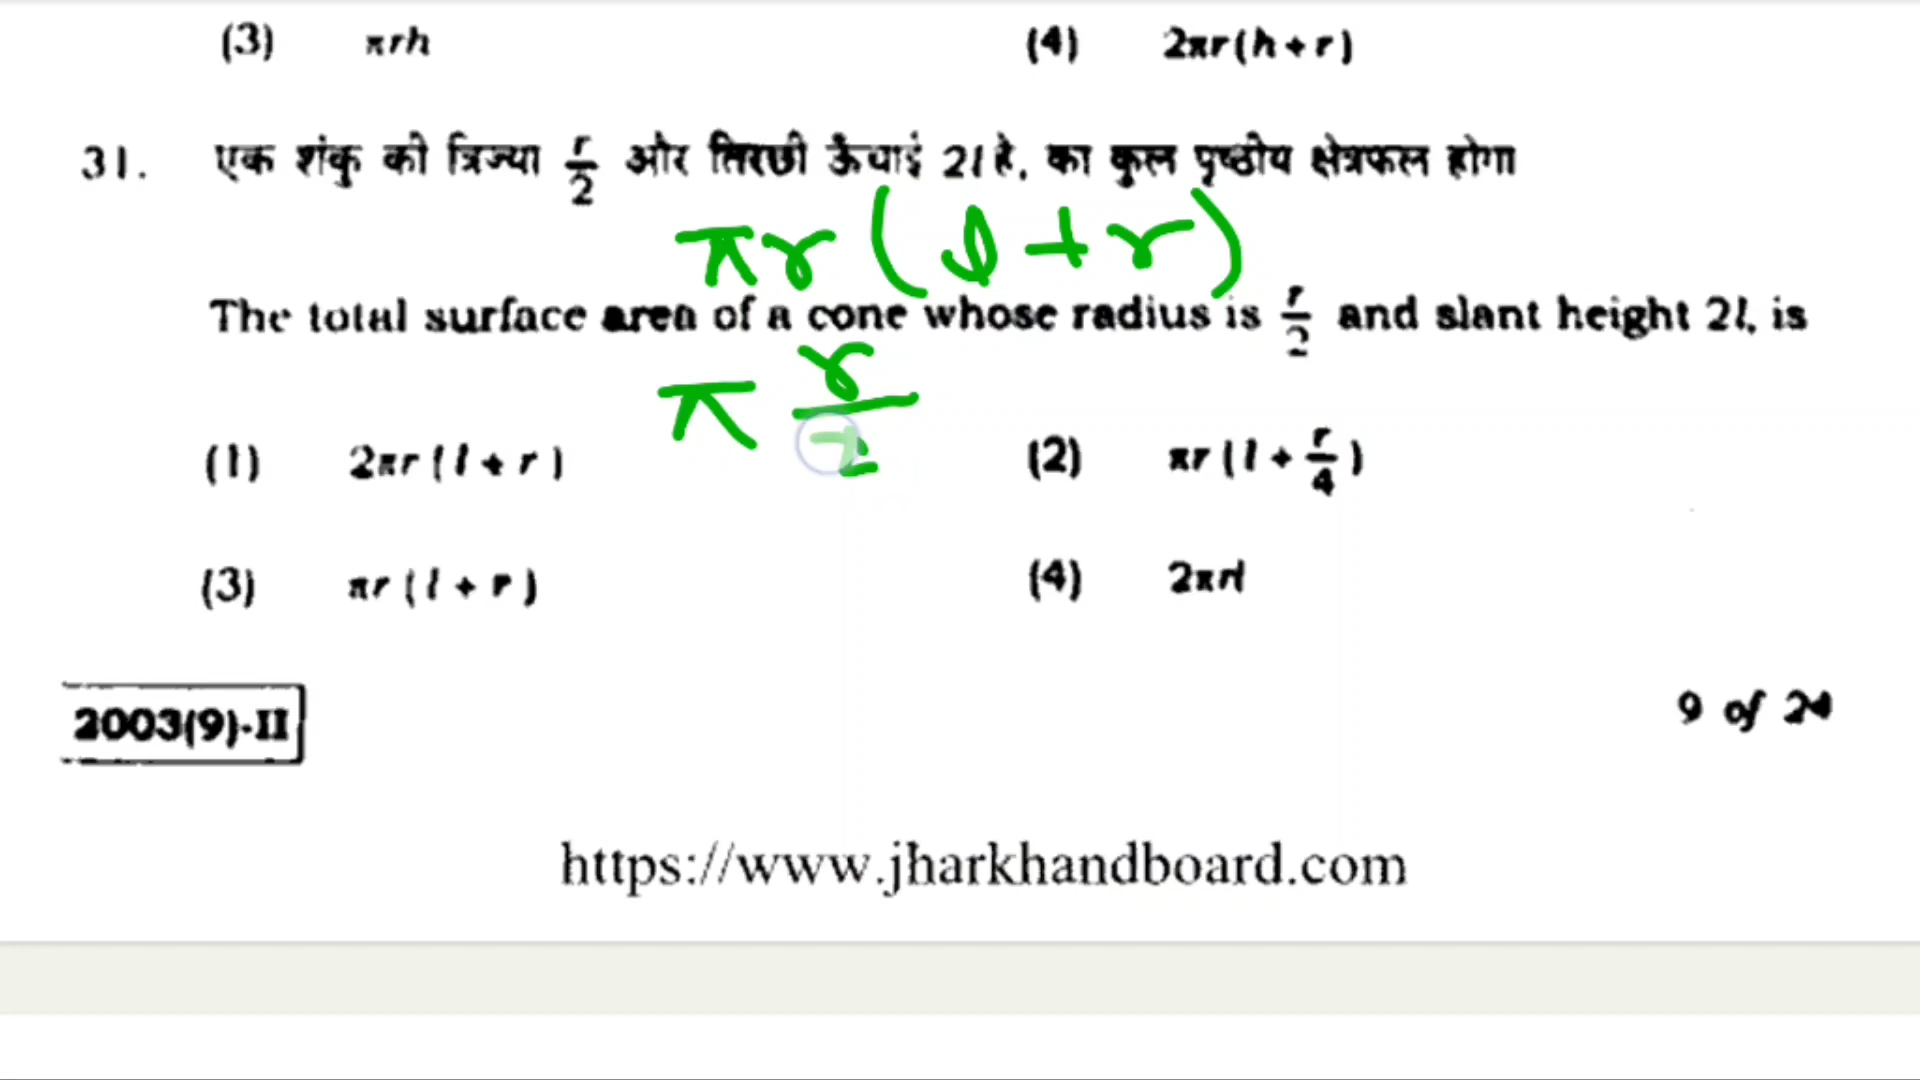 (3) πrh (4) 2πr(h+r)
31. एक शंकु की त्रिज्या r/2 और तिरछी ऊँचाई 2l है, का कुल पृष्ठीय क्षेत्रफल होगा
πr(l+r)
The total surface area of a cone whose radius is r/2 and slant height 2l, is
π r/2
(1) 2πr(l+r) (2) πr(l+r/4)
(3) πr(l+r) (4) 2πrl
2003(9)-II 9 of 24
https://www.jharkhandboard.com